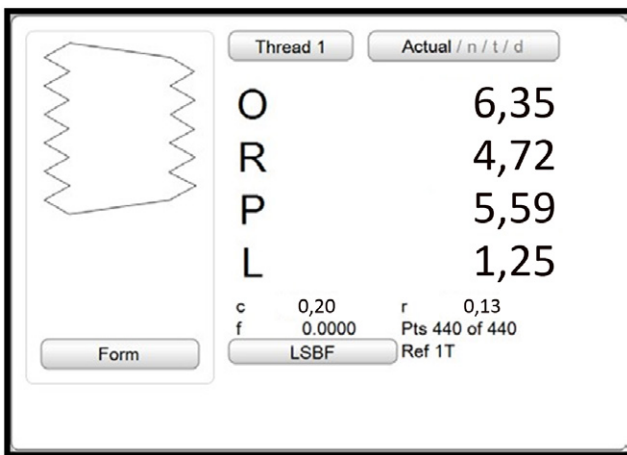 Thread 1 Actual / n / t / d
O 6,35
R 4,72
P 5,59
L 1,25
c 0,20 r 0,13
f 0.0000 Pts 440 of 440
Form LSBF Ref 1T